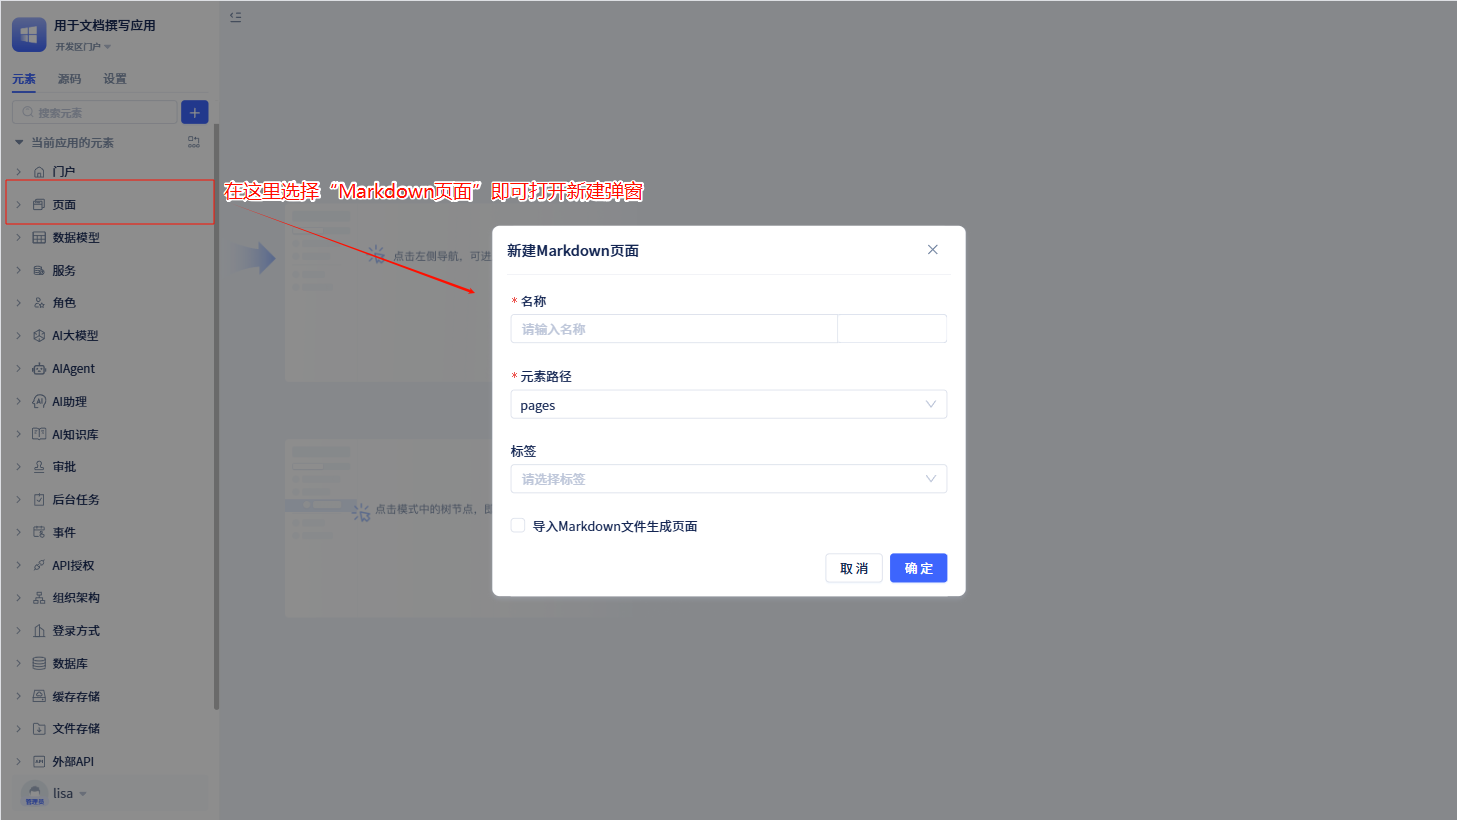 用于文档撰写应用
开发区门户
元素 源码 设置
搜索元素
当前应用的元素
门户
页面
数据模型
服务
角色
AI大模型
AIAgent
AI助理
AI知识库
审批
后台任务
事件
API授权
组织架构
登录方式
数据库
缓存存储
文件存储
外部API
管理员
lisa
在这里选择“Markdown页面”即可打开新建弹窗
点击左侧导航，可进
点击模式中的树节点，即
新建Markdown页面
* 名称
请输入名称
* 元素路径
pages
标签
请选择标签
导入Markdown文件生成页面
取消 确定